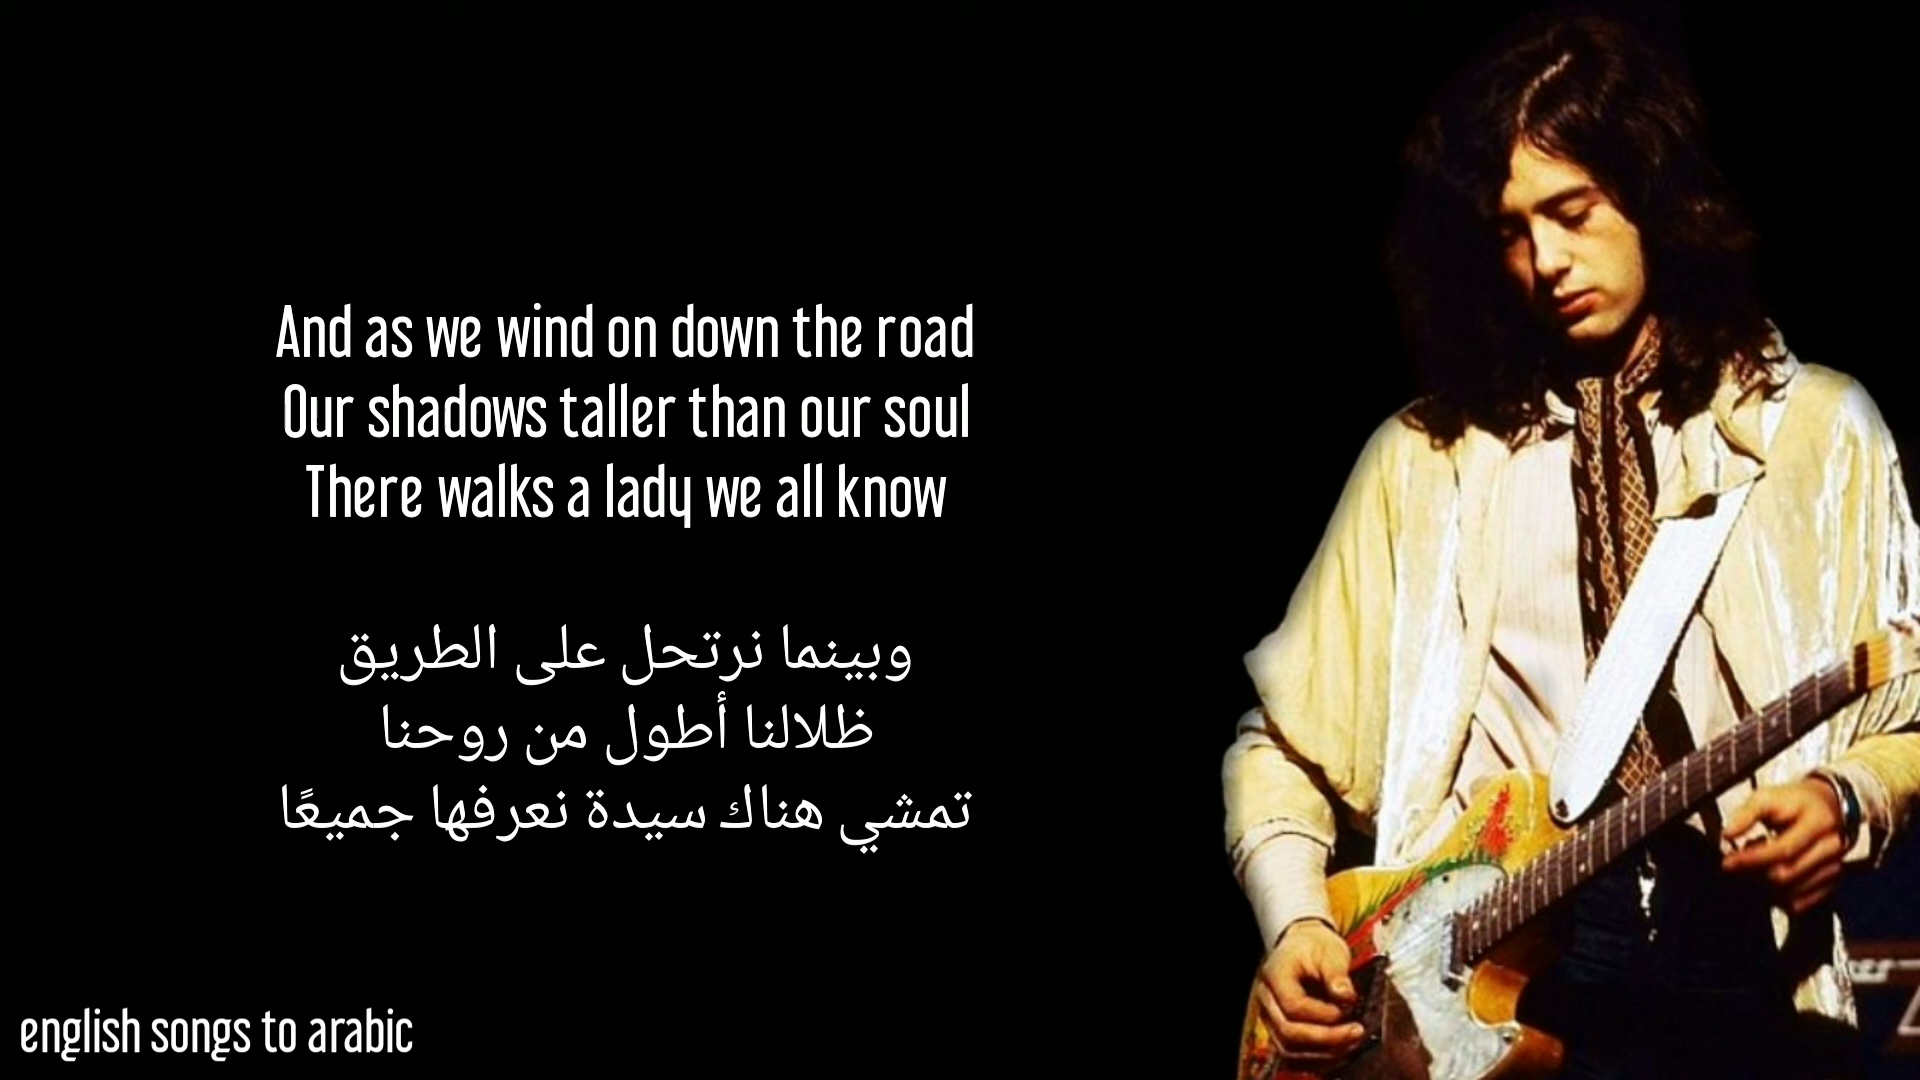 And as we wind on down the road
Our shadows taller than our soul
There walks a lady we all know
وبينما نرتحل على الطريق
ظلالنا أطول من روحنا
تمشي هناك سيدة نعرفها جميعًا
english songs to arabic